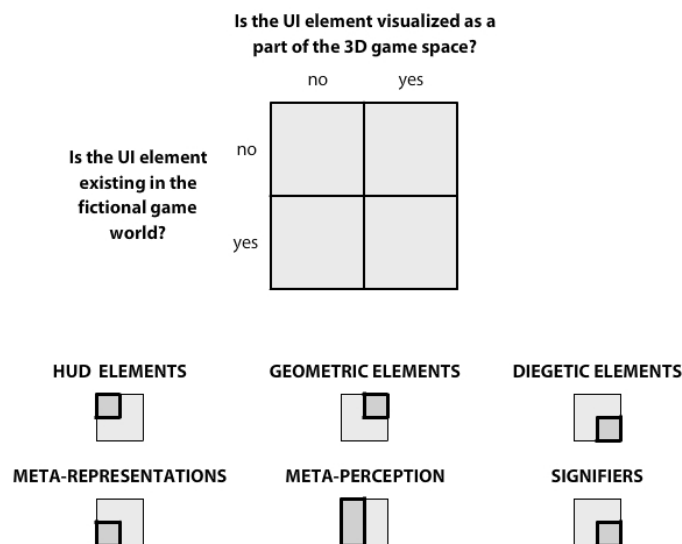 Is the UI element visualized as a
part of the 3D game space?
no yes
Is the UI element
existing in the
fictional game
world?
no
yes
HUD ELEMENTS
GEOMETRIC ELEMENTS
DIEGETIC ELEMENTS
META-REPRESENTATIONS
META-PERCEPTION
SIGNIFIERS